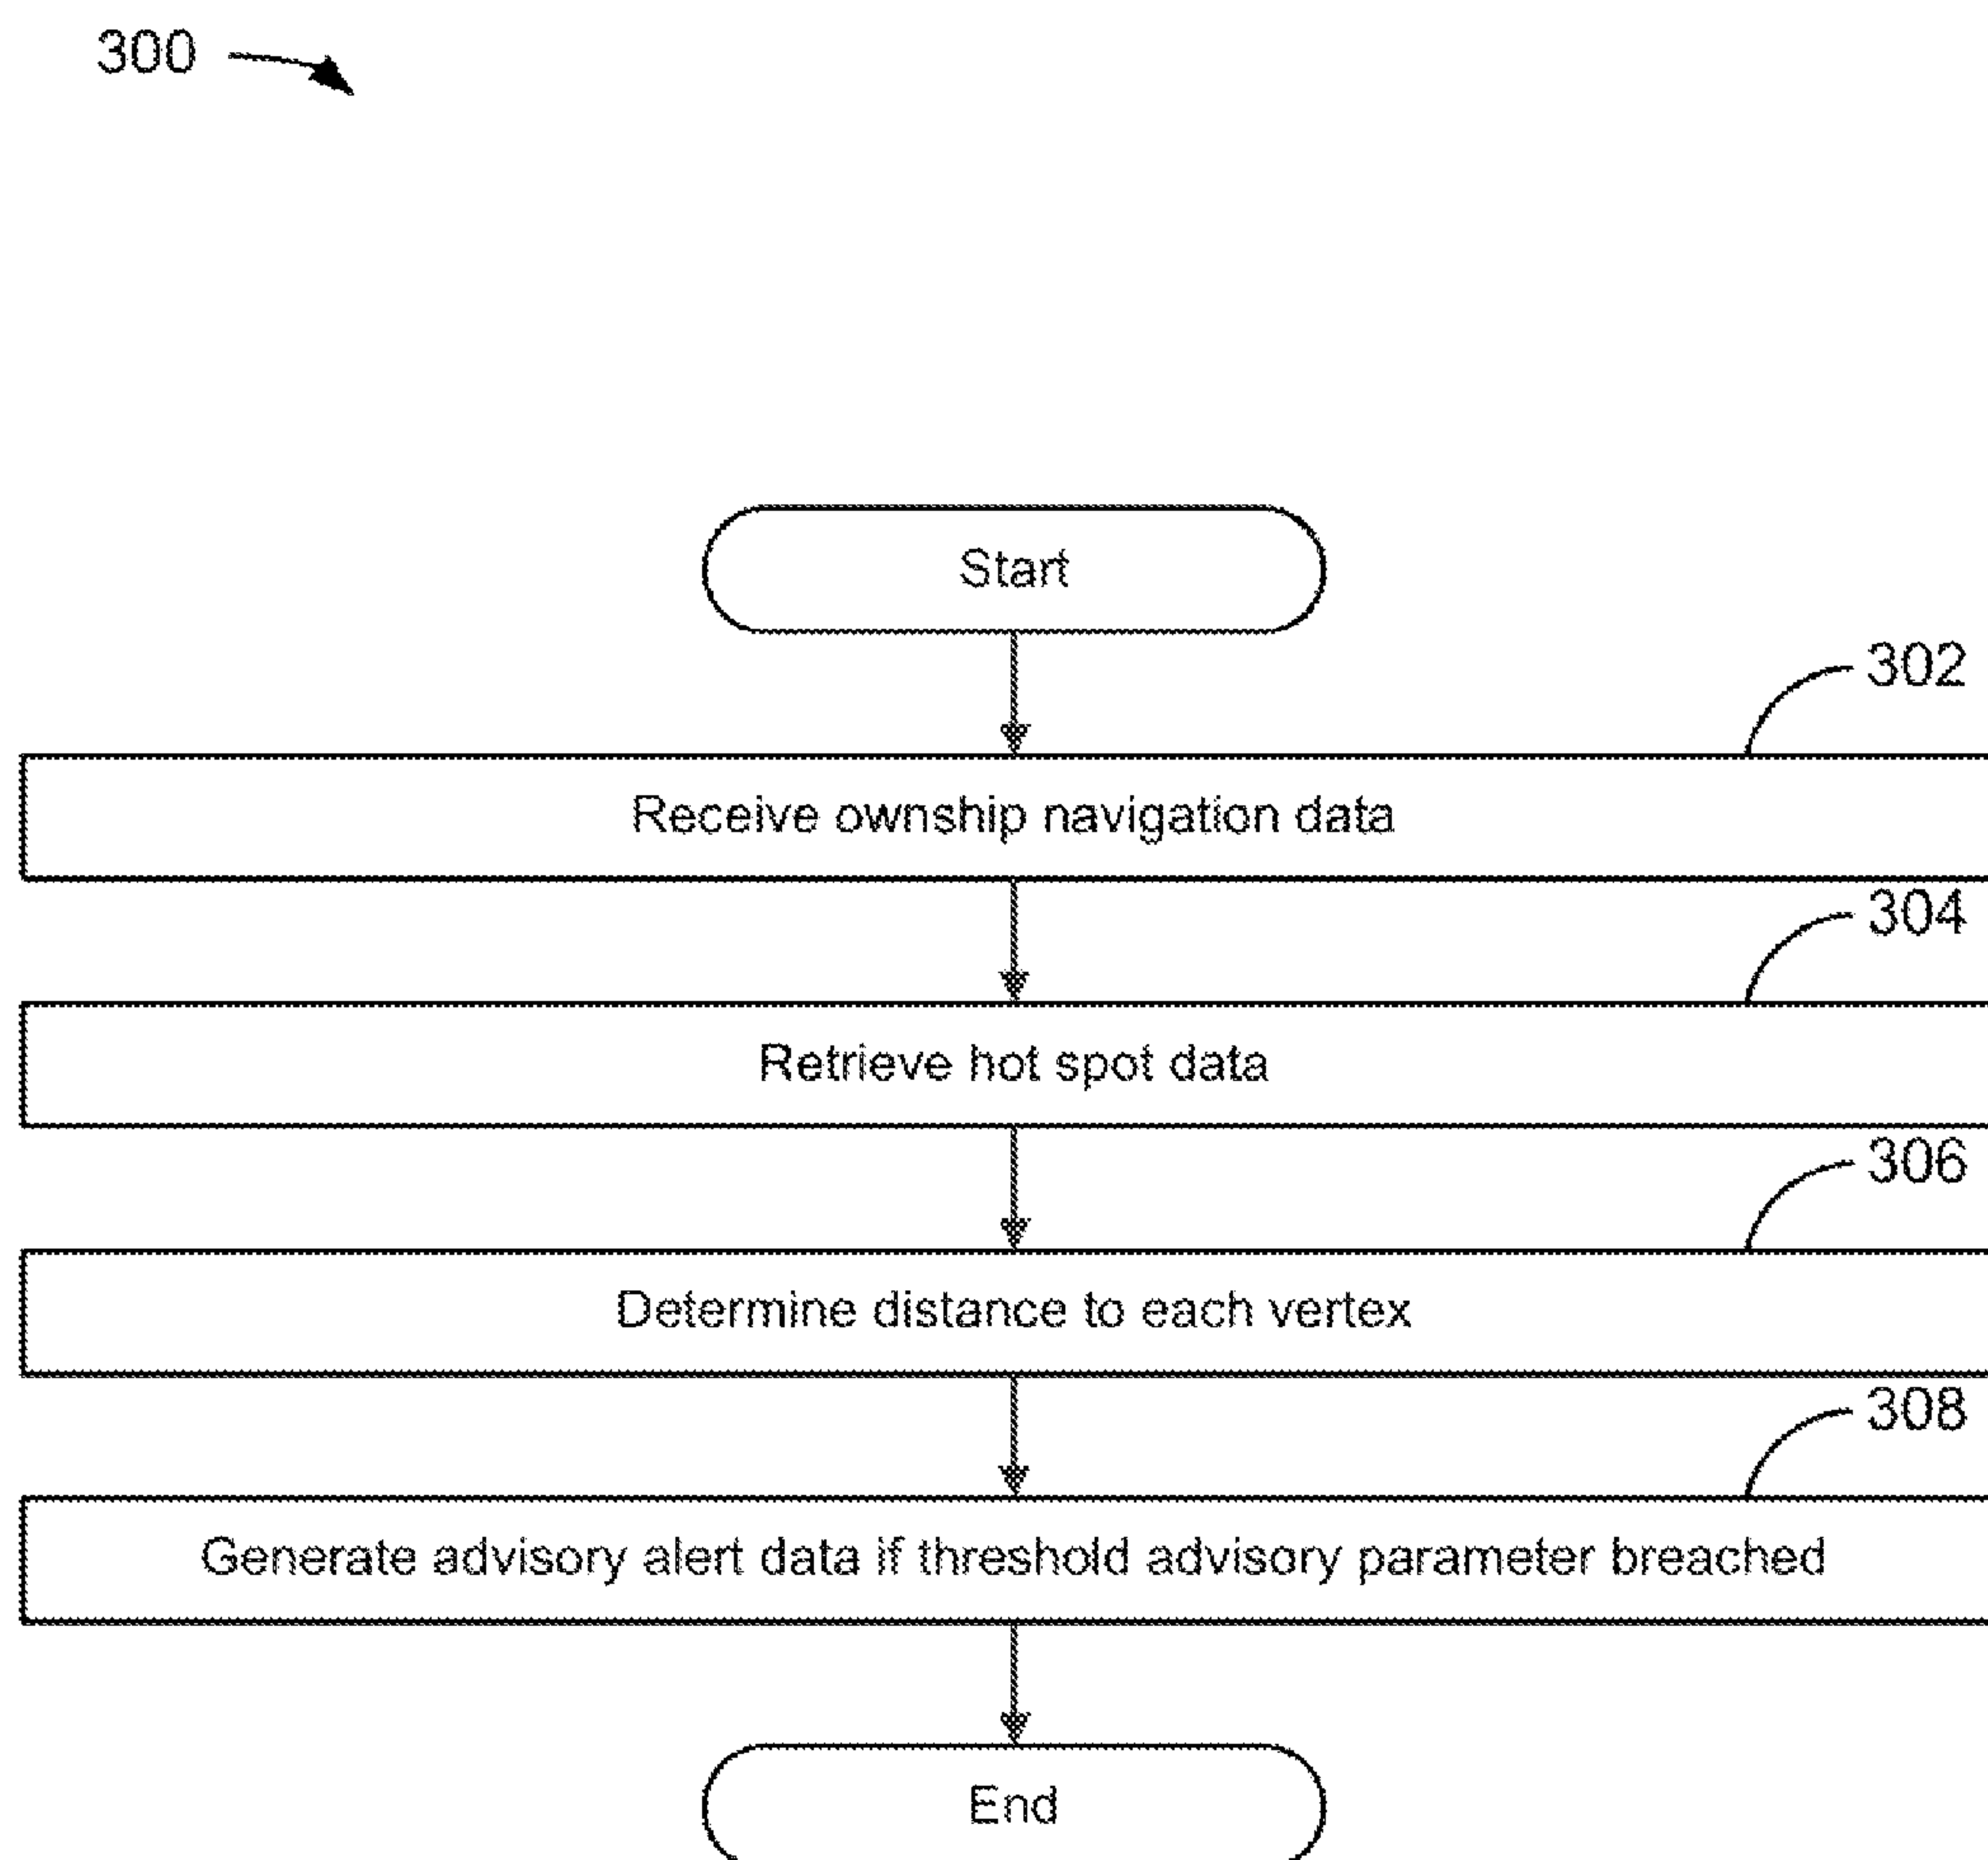 300
Start
302
Receive ownship navigation data
304
Retrieve hot spot data
306
Determine distance to each vertex
308
Generate advisory alert data if threshold advisory parameter breached
End